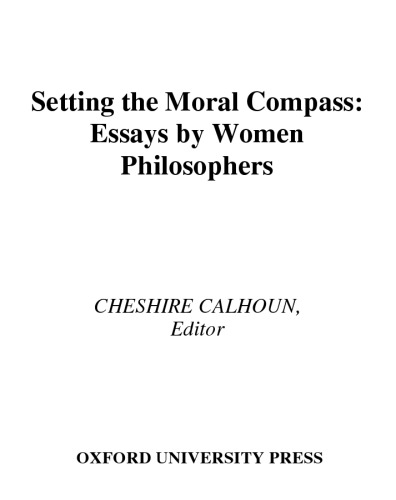 Setting the Moral Compass:
Essays by Women
Philosophers
CHESHIRE CALHOUN,
Editor
OXFORD UNIVERSITY PRESS